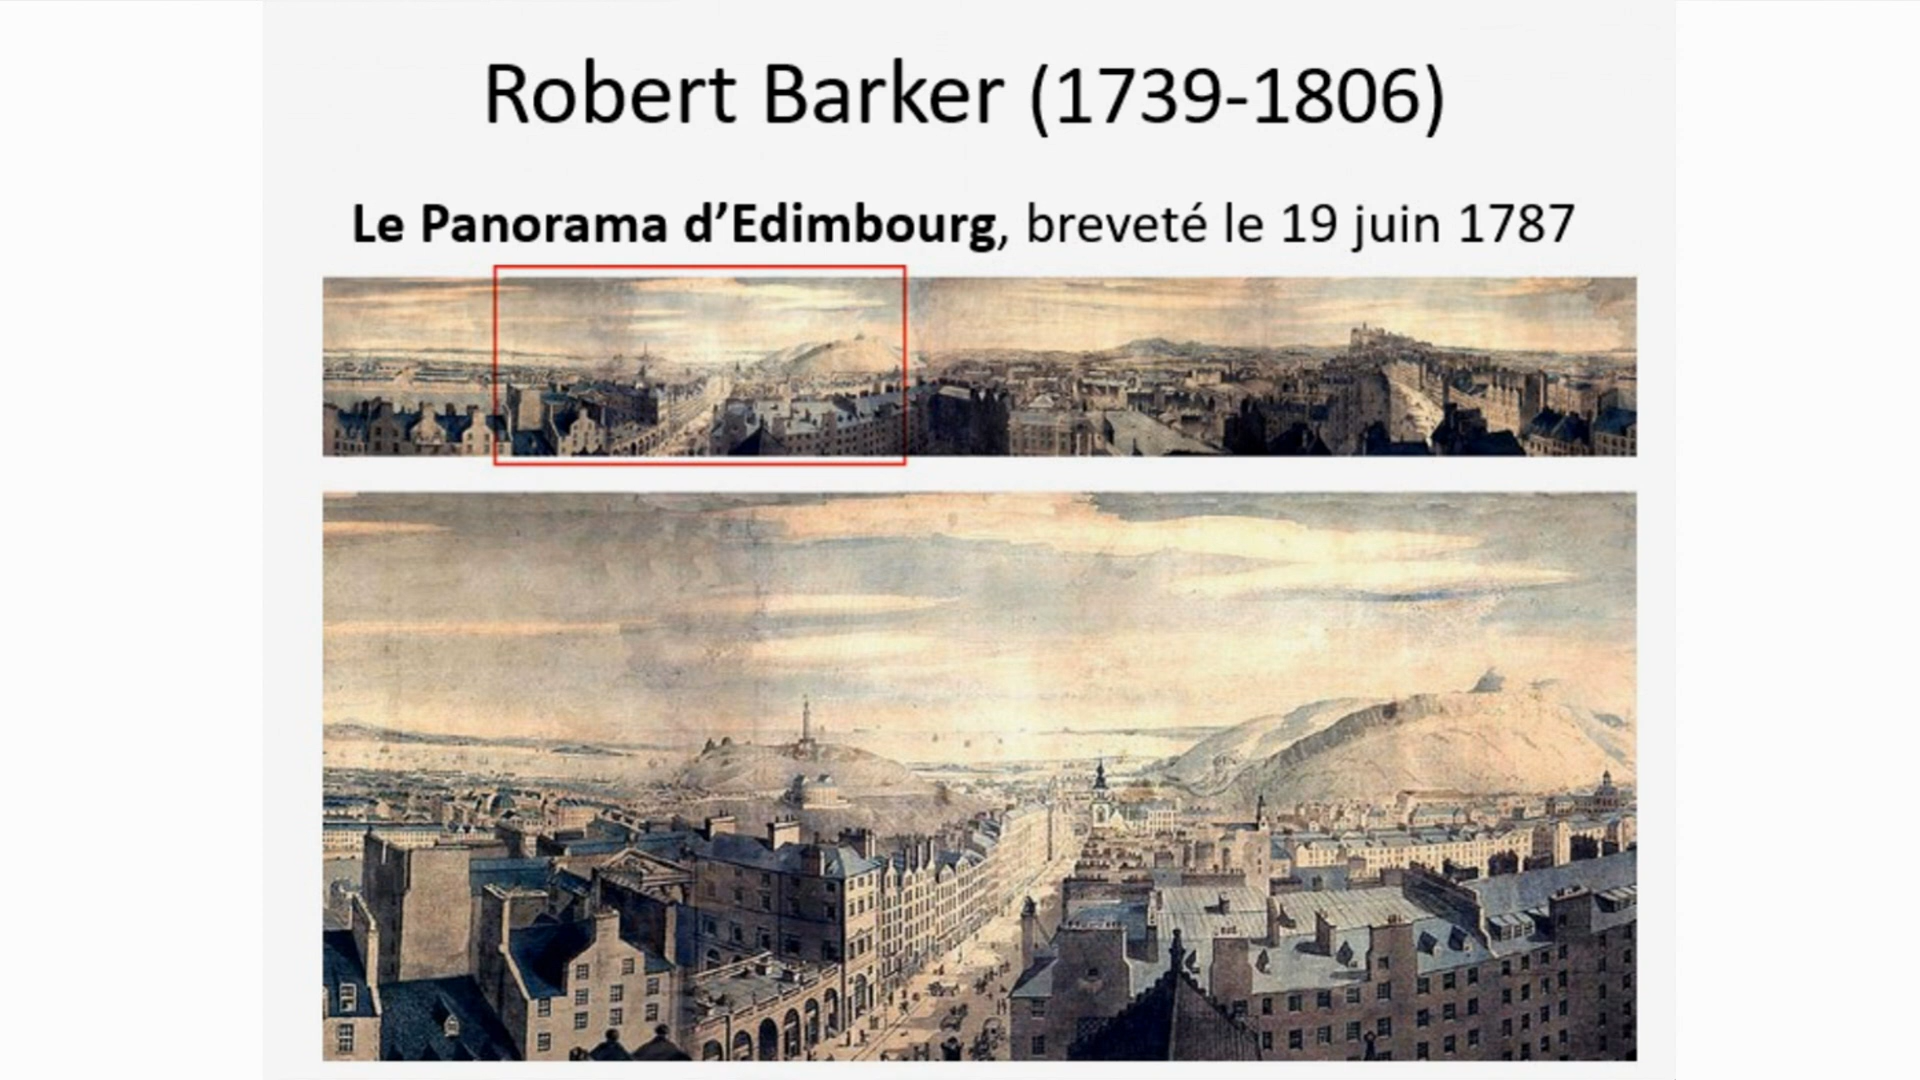 Robert Barker (1739-1806)
Le Panorama d’Edimbourg, breveté le 19 juin 1787